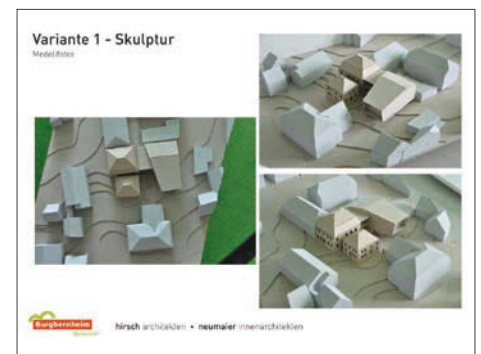 Variante 1 - Skulptur
Modellfotos
Burgbernheim
hirsch architekten • neumaier innenarchitekten